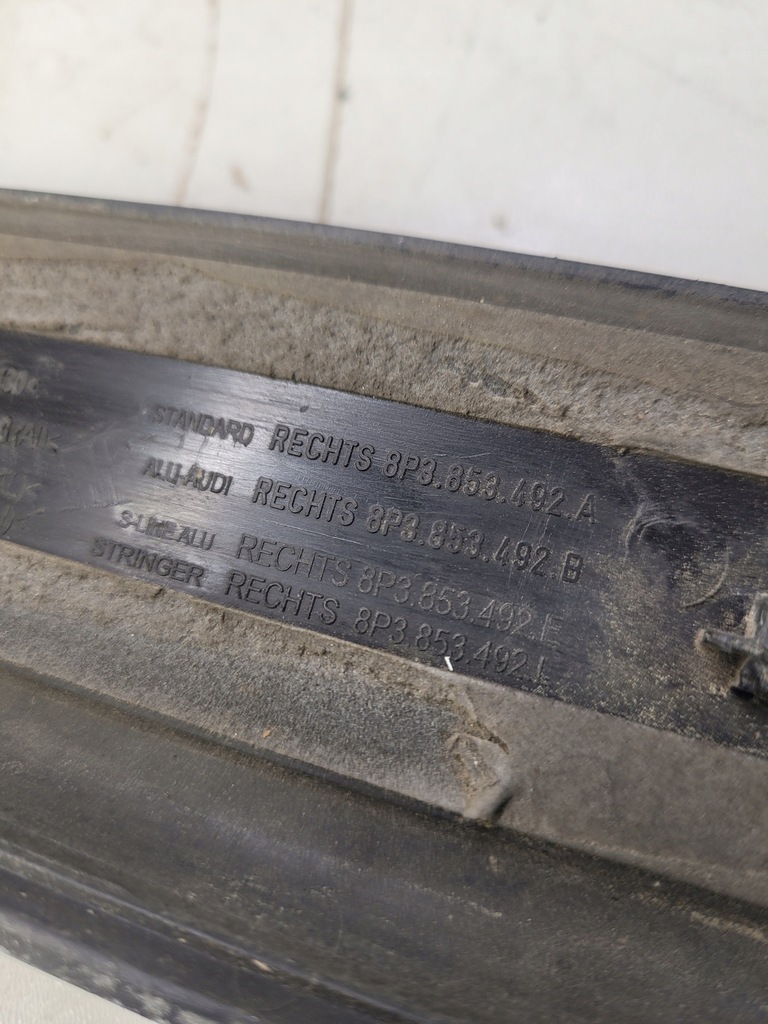 STANDARD RECHTS 8P3.853.492.A
ALU-AUDI RECHTS 8P3.853.492.B
S-LINE ALU RECHTS 8P3.853.492.E
STRINGER RECHTS 8P3.853.492.